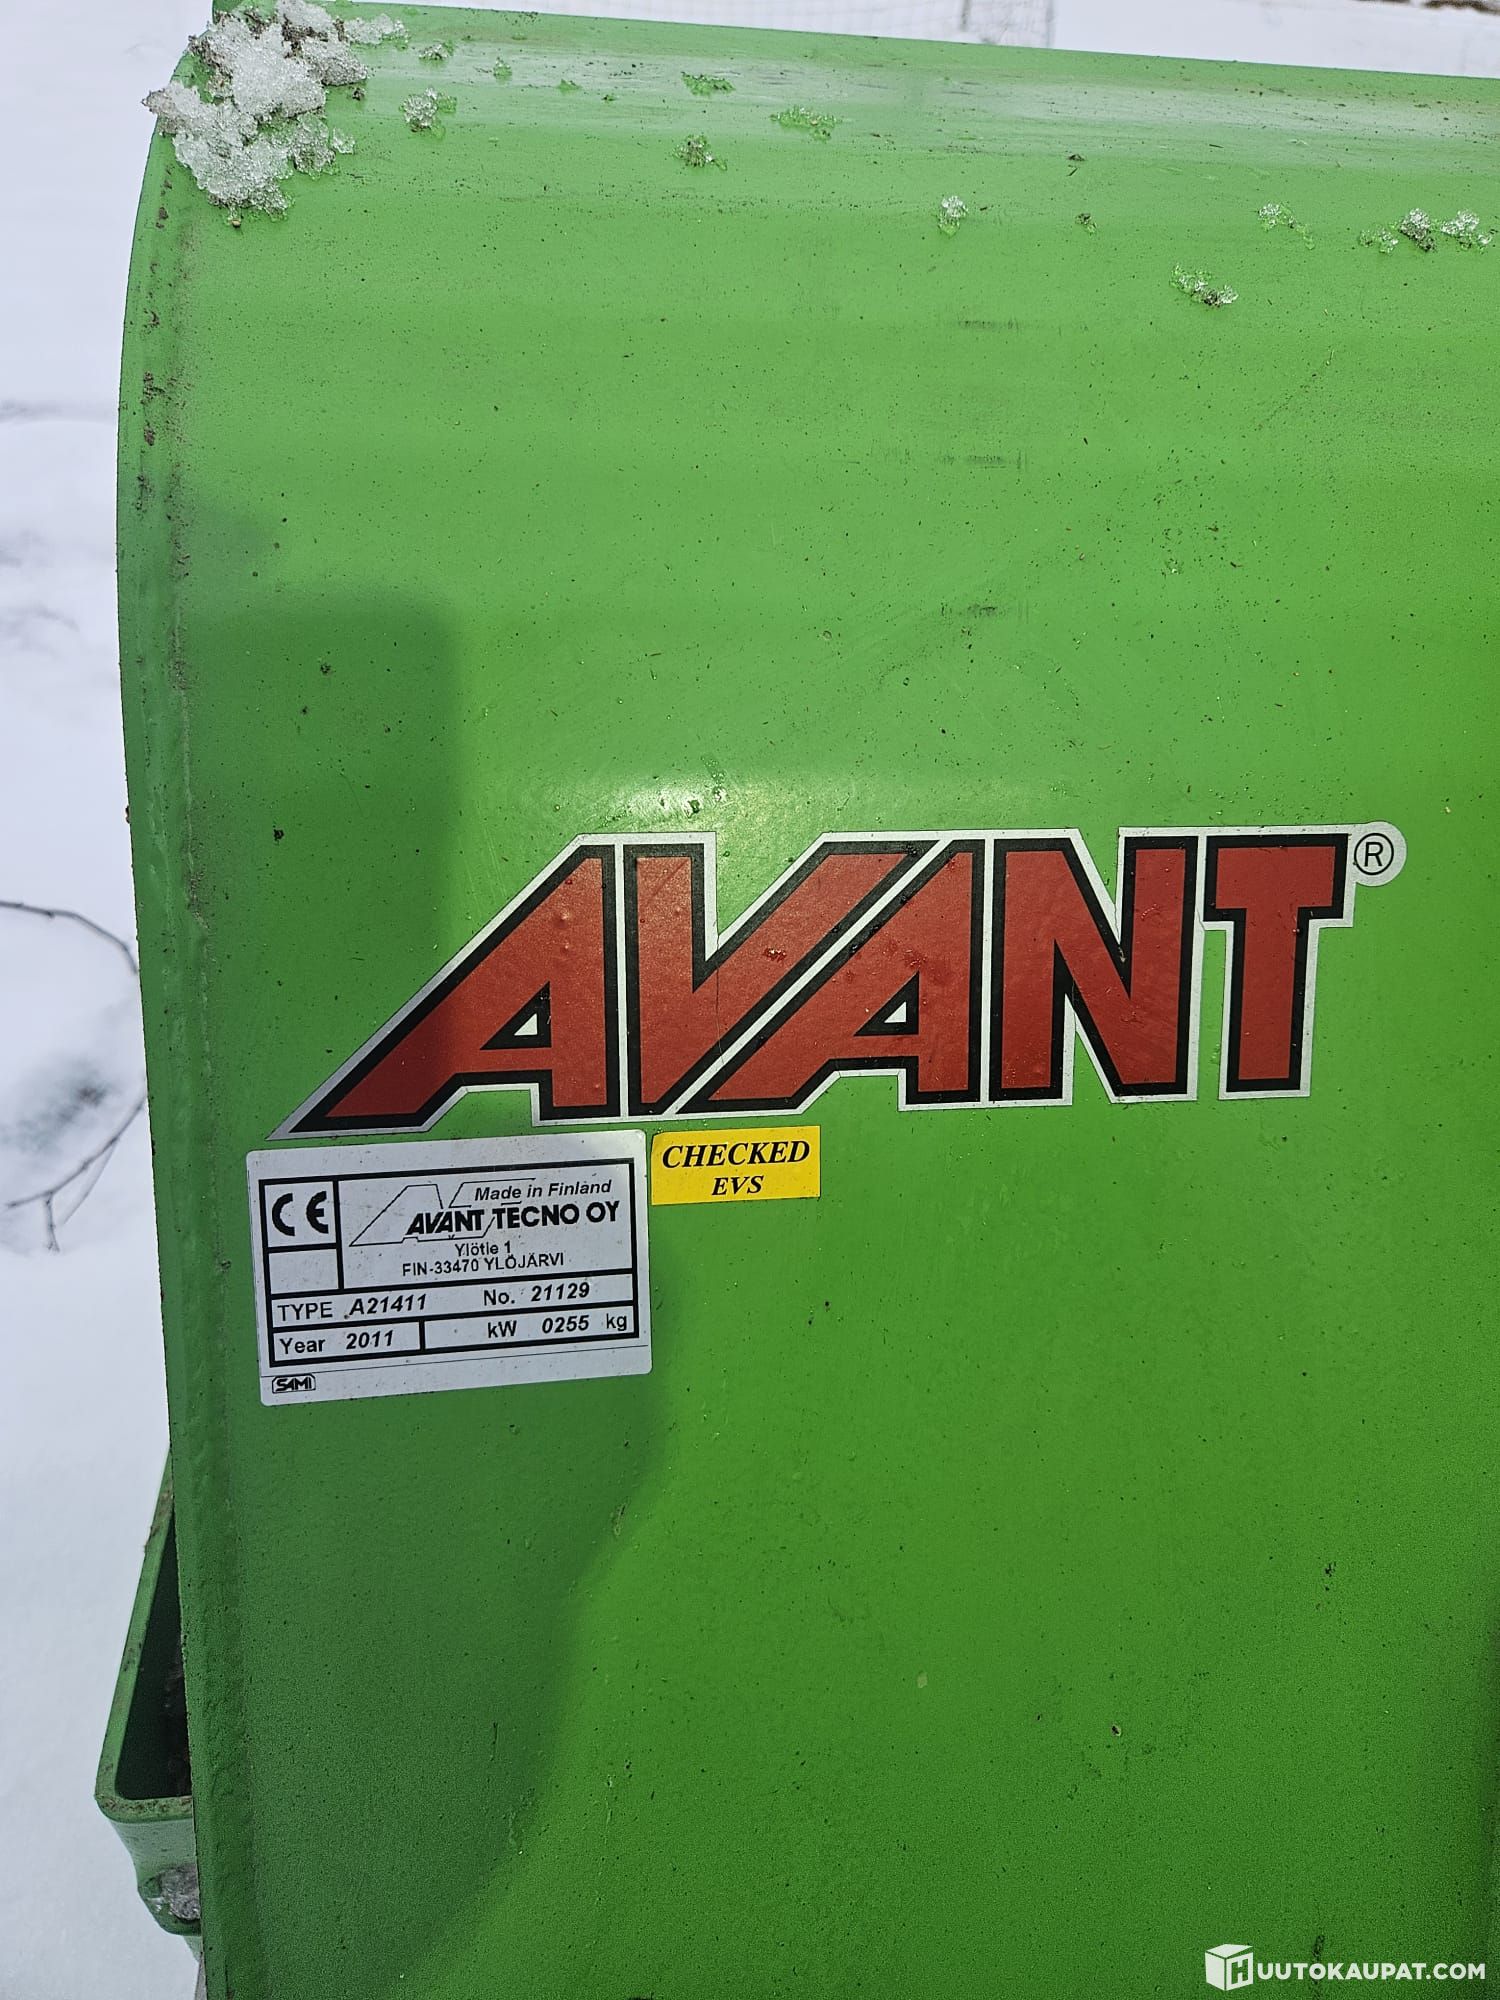 AVANT®
CHECKED
EVS
CE
Made in Finland
AVANT TECNO OY
Ylötie 1
FIN-33470 YLÖJÄRVI
TYPE A21411 No. 21129
Year 2011 kW 0255 kg
SAMI
HUUTOKAUPAT.COM